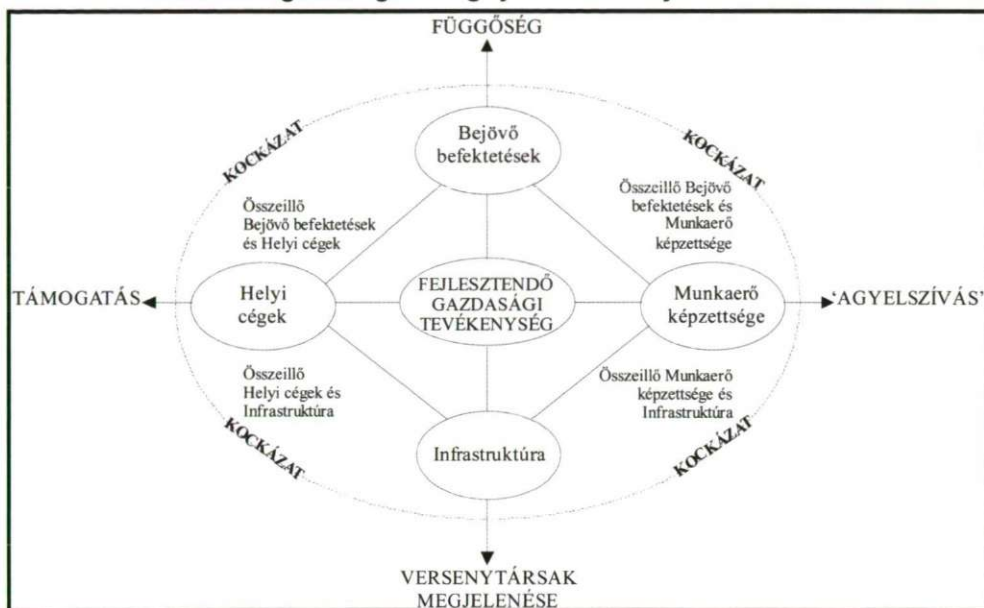 FÜGGŐSÉG
KOCKÁZAT
KOCKÁZAT
Bejövő
befektetések
Összeillő
Bejövő befektetések
és Helyi cégek
Összeillő Bejövő
befektetések és
Munkaerő
képzettsége
TÁMOGATÁS
Helyi
cégek
FEJLESZTENDŐ
GAZDASÁGI
TEVÉKENYSÉG
Munkaerő
képzettsége
‘AGYELSZÍVÁS’
Összeillő
Helyi cégek és
Infrastruktúra
Összeillő Munkaerő
képzettsége és
Infrastruktúra
KOCKÁZAT
KOCKÁZAT
Infrastruktúra
VERSENYTÁRSAK
MEGJELENÉSE